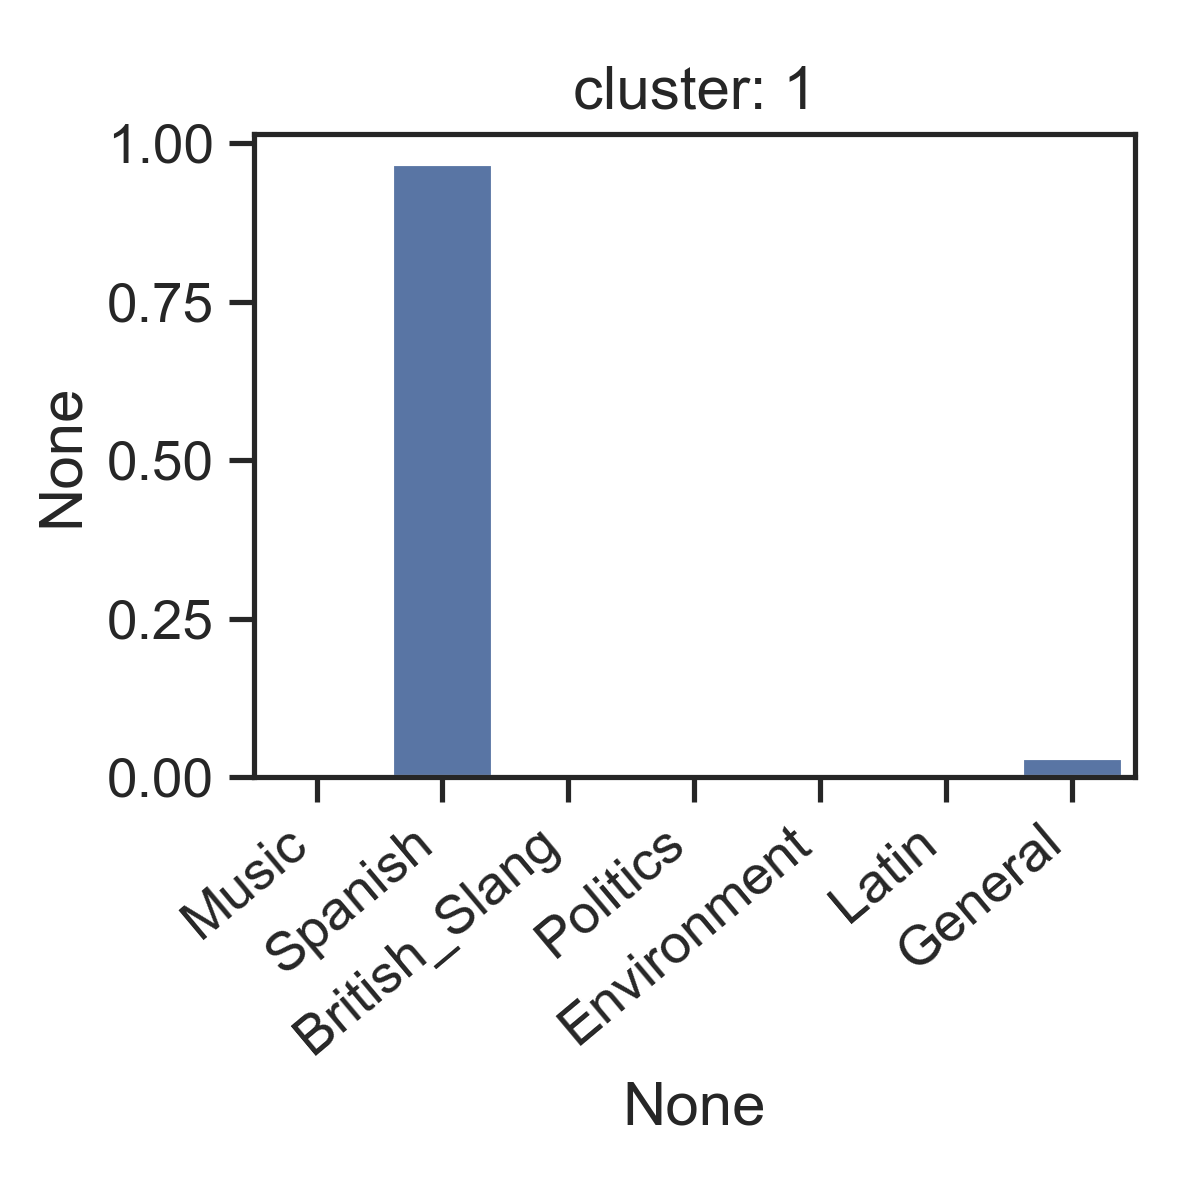 cluster: 1
1.00
0.75
0.50
0.25
0.00
None
Music
Spanish
British_Slang
Politics
Environment
Latin
General
None